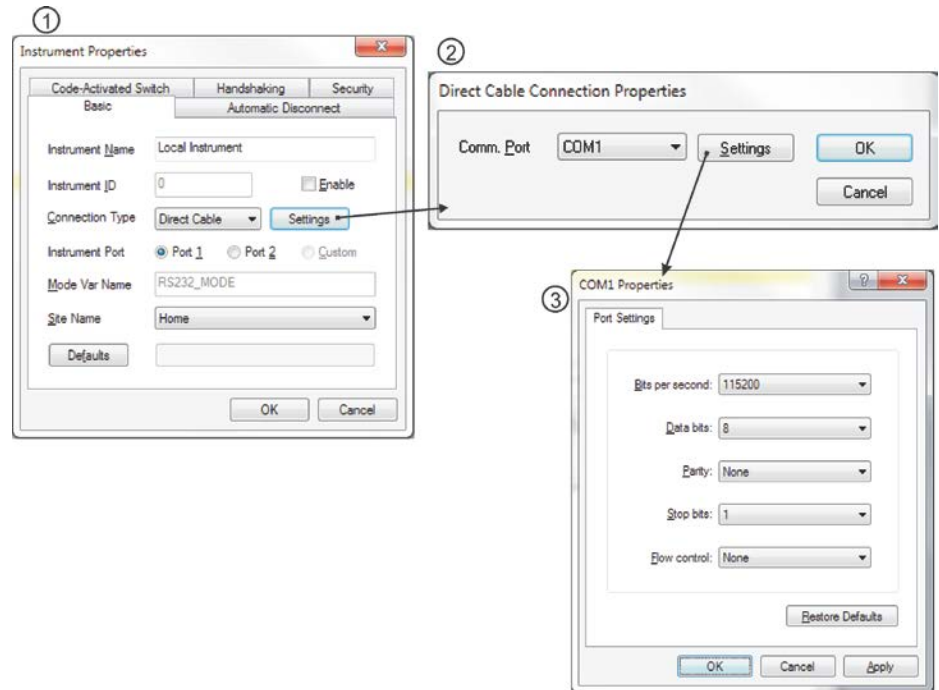 1
Instrument Properties
Code-Activated Switch Handshaking Security
Basic Automatic Disconnect
Instrument Name Local Instrument
Instrument ID 0 Enable
Connection Type Direct Cable Settings
Instrument Port Port 1 Port 2 Custom
Mode Var Name RS232_MODE
Site Name Home
Defaults
OK Cancel
2
Direct Cable Connection Properties
Comm. Port COM1 Settings OK
Cancel
3
COM1 Properties ? X
Port Settings
Bits per second: 115200
Data bits: 8
Parity: None
Stop bits: 1
Flow control: None
Restore Defaults
OK Cancel Apply